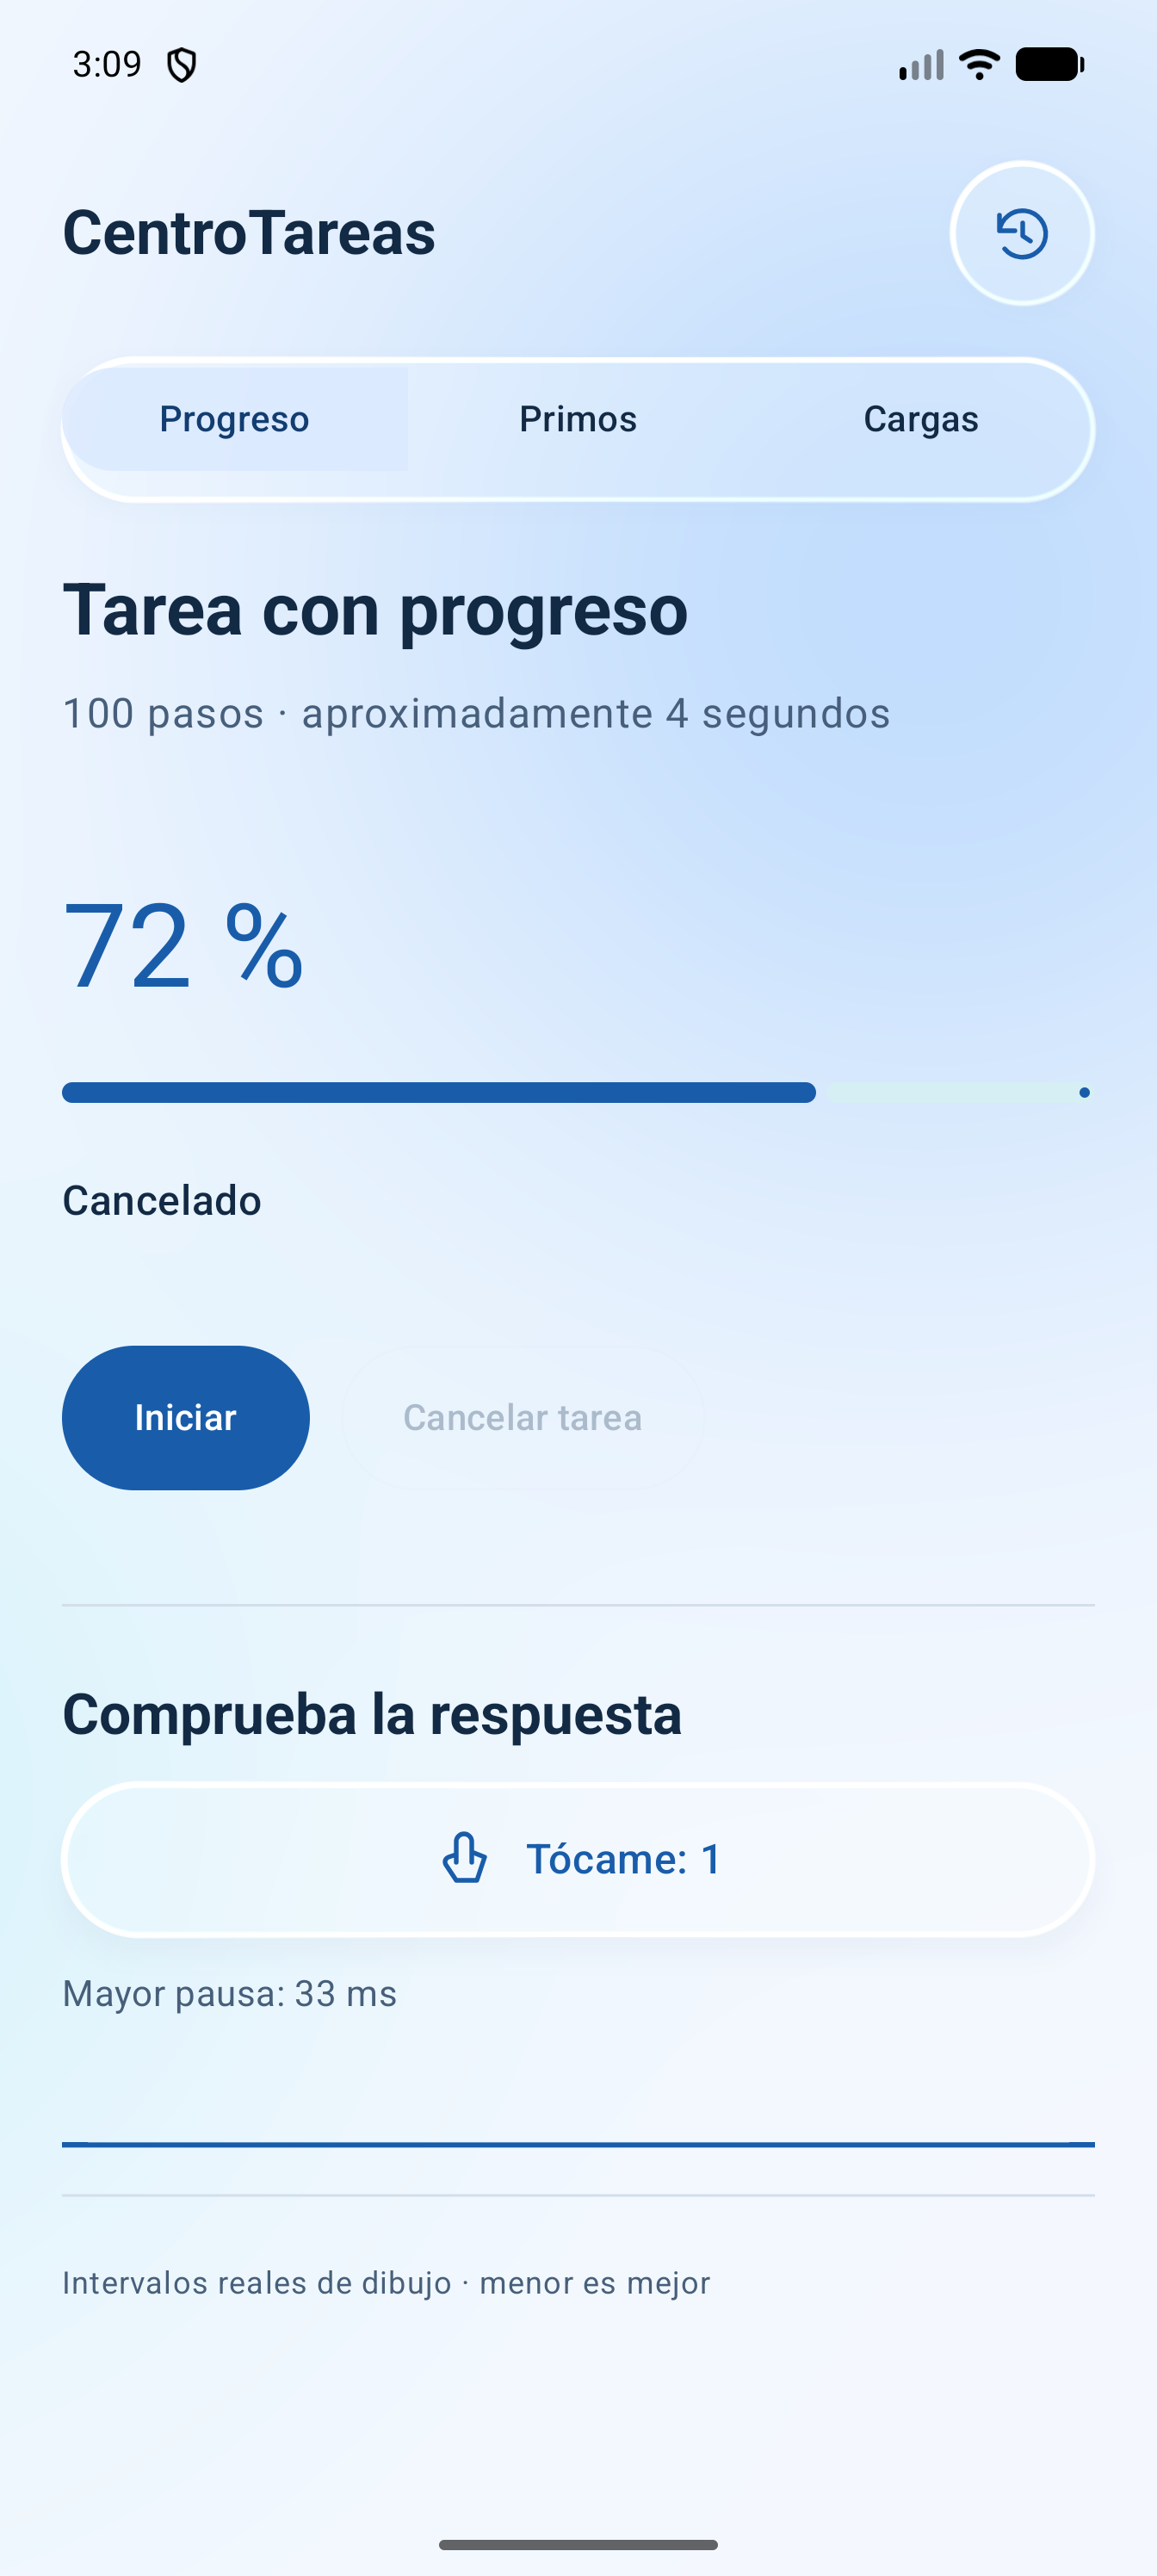 3:09
CentroTareas
Progreso Primos Cargas
Tarea con progreso
100 pasos · aproximadamente 4 segundos
72 %
Cancelado
Iniciar Cancelar tarea
Comprueba la respuesta
Tócame: 1
Mayor pausa: 33 ms
Intervalos reales de dibujo · menor es mejor